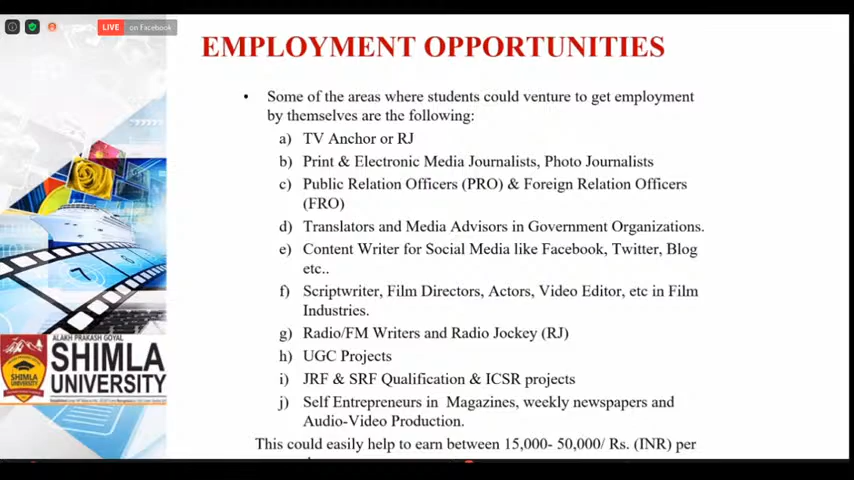 LIVE on Facebook
EMPLOYMENT OPPORTUNITIES
• Some of the areas where students could venture to get employment
by themselves are the following:
a) TV Anchor or RJ
b) Print & Electronic Media Journalists, Photo Journalists
c) Public Relation Officers (PRO) & Foreign Relation Officers
(FRO)
d) Translators and Media Advisors in Government Organizations.
e) Content Writer for Social Media like Facebook, Twitter, Blog
etc..
f) Scriptwriter, Film Directors, Actors, Video Editor, etc in Film
Industries.
g) Radio/FM Writers and Radio Jockey (RJ)
h) UGC Projects
i) JRF & SRF Qualification & ICSR projects
j) Self Entrepreneurs in Magazines, weekly newspapers and
Audio-Video Production.
This could easily help to earn between 15,000- 50,000/ Rs. (INR) per
7
ALAKH PRAKASH GOYAL
SHIMLA
UNIVERSITY
SHIMLA
UNIVERSITY